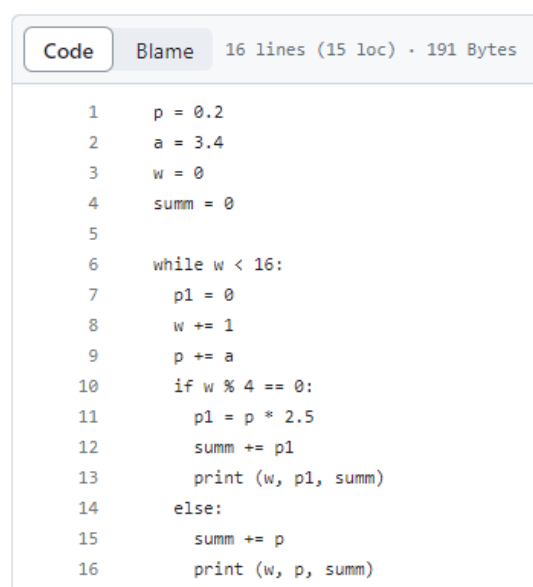 Code Blame 16 lines (15 loc) · 191 Bytes
1 p = 0.2
2 a = 3.4
3 w = 0
4 summ = 0
5
6 while w < 16:
7   p1 = 0
8   w += 1
9   p += a
10   if w % 4 == 0:
11     p1 = p * 2.5
12     summ += p1
13     print (w, p1, summ)
14   else:
15     summ += p
16     print (w, p, summ)